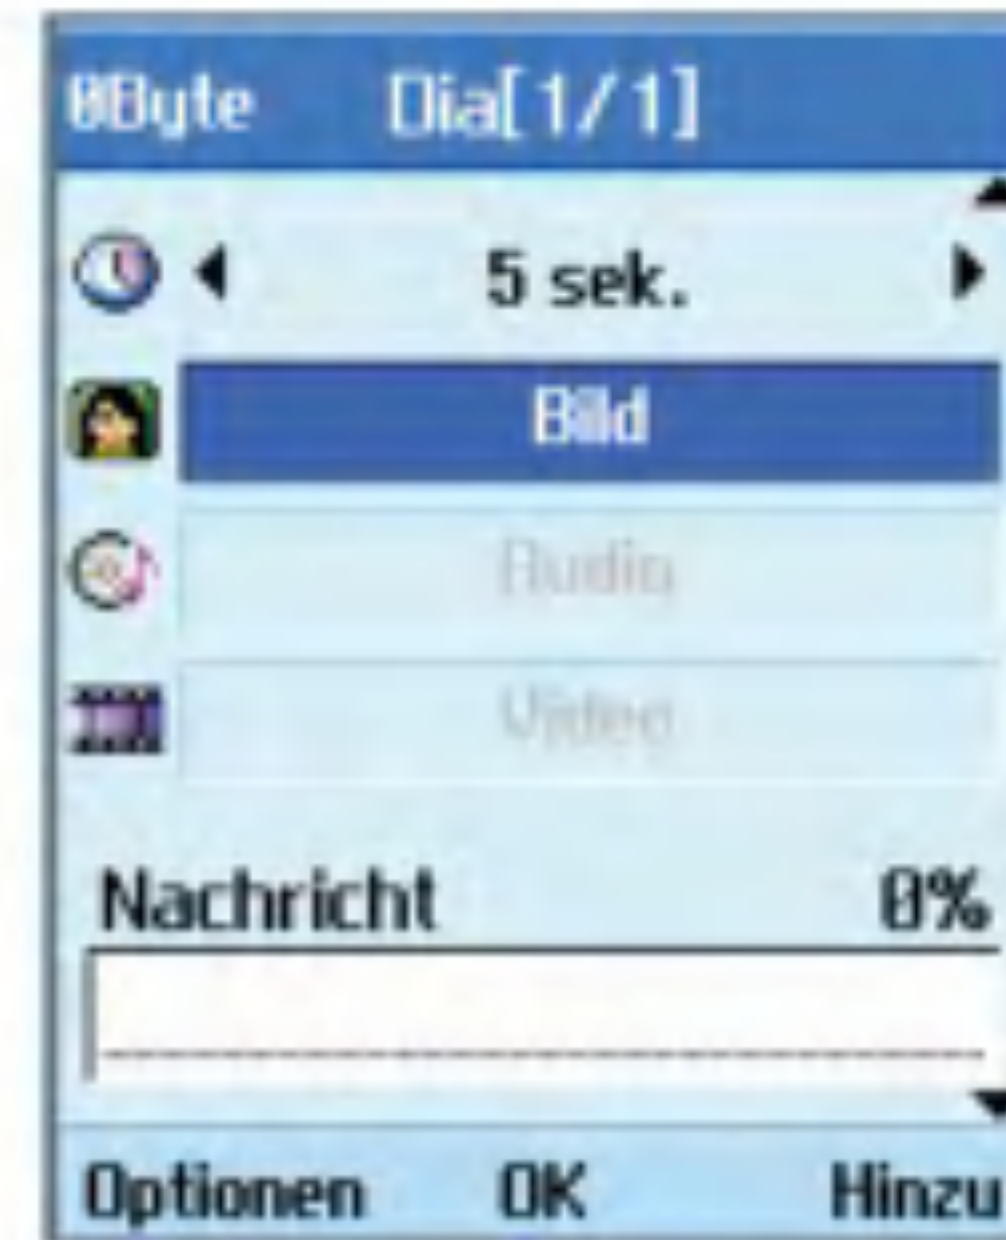 0Byte Dia[1/1]
5 sek.
Bild
Audio
Video
Nachricht 0%
Optionen OK Hinzu